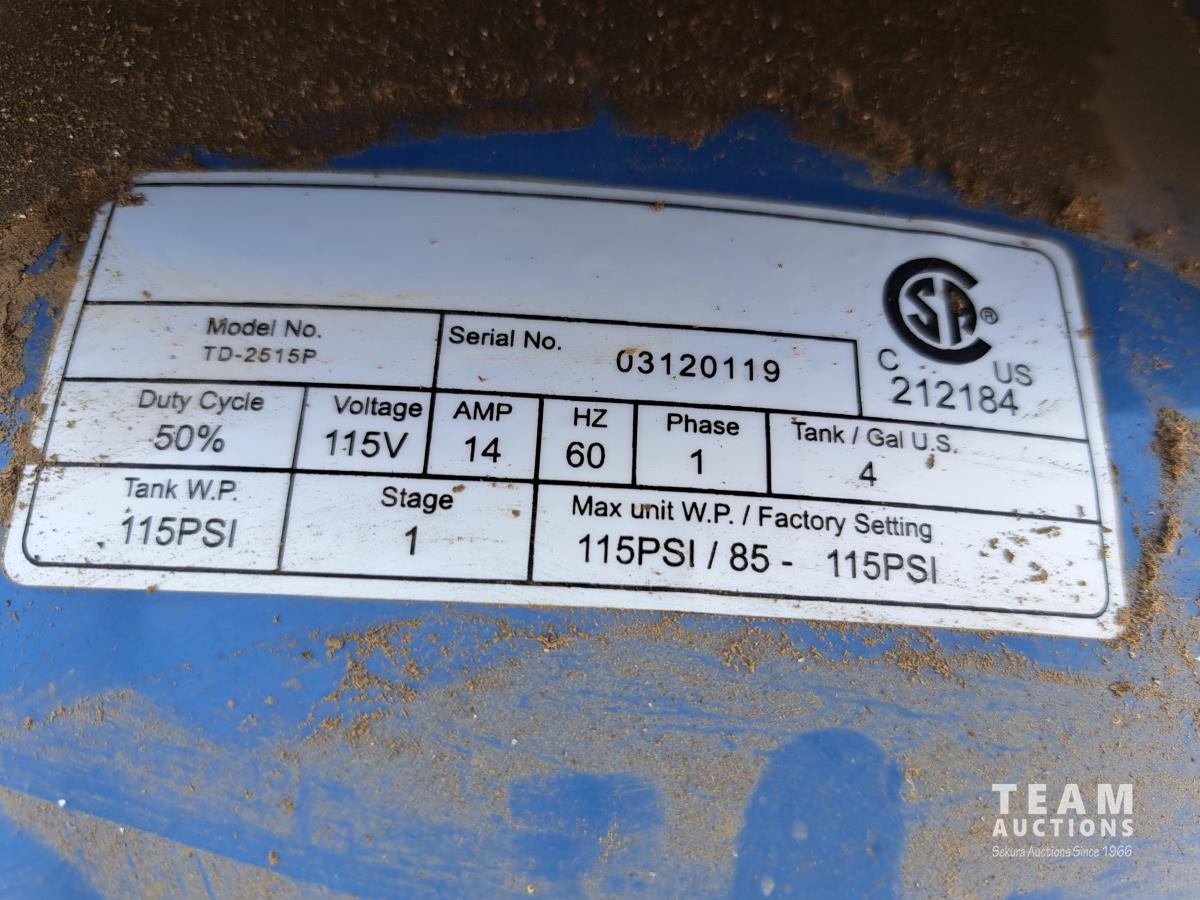 Model No.
TD-2515P
Serial No.
03120119
CSA®
C US
212184
Duty Cycle
50%
Voltage
115V
AMP
14
HZ
60
Phase
1
Tank / Gal U.S.
4
Tank W.P.
115PSI
Stage
1
Max unit W.P. / Factory Setting
115PSI / 85 - 115PSI
TEAM
AUCTIONS
Sekura Auctions Since 1966